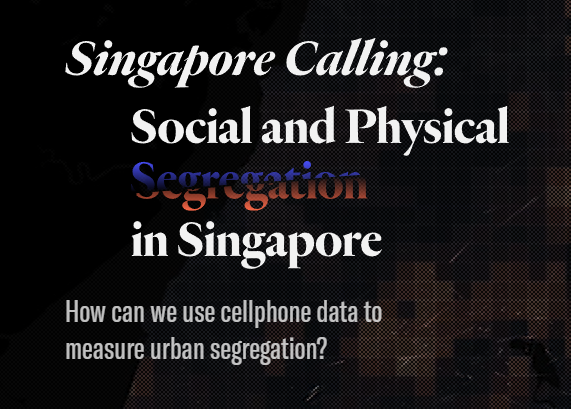 Singapore Calling:
Social and Physical
Segregation
in Singapore
How can we use cellphone data to
measure urban segregation?